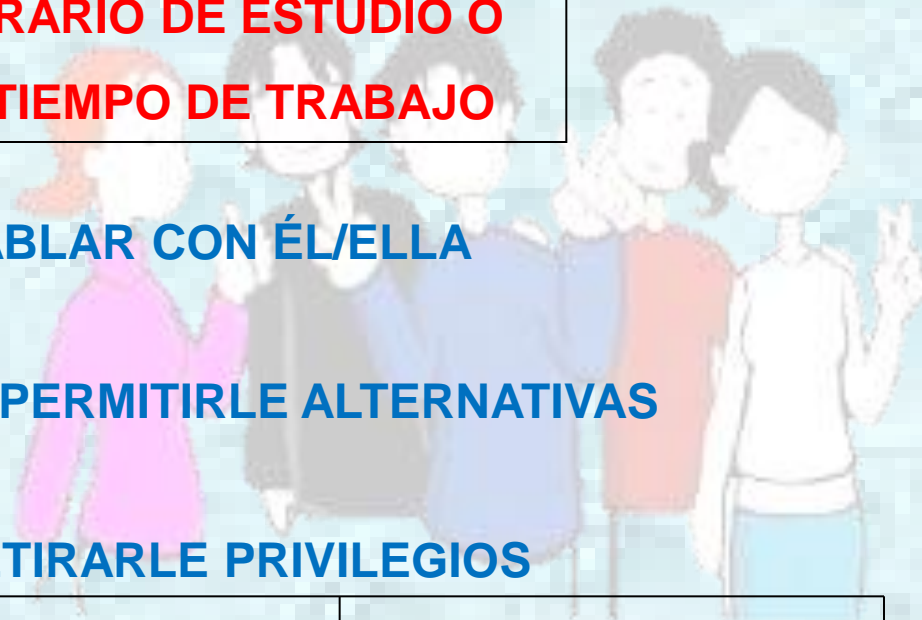 RARIO DE ESTUDIO O
TIEMPO DE TRABAJO
ABLAR CON ÉL/ELLA
PERMITIRLE ALTERNATIVAS
TIRARLE PRIVILEGIOS